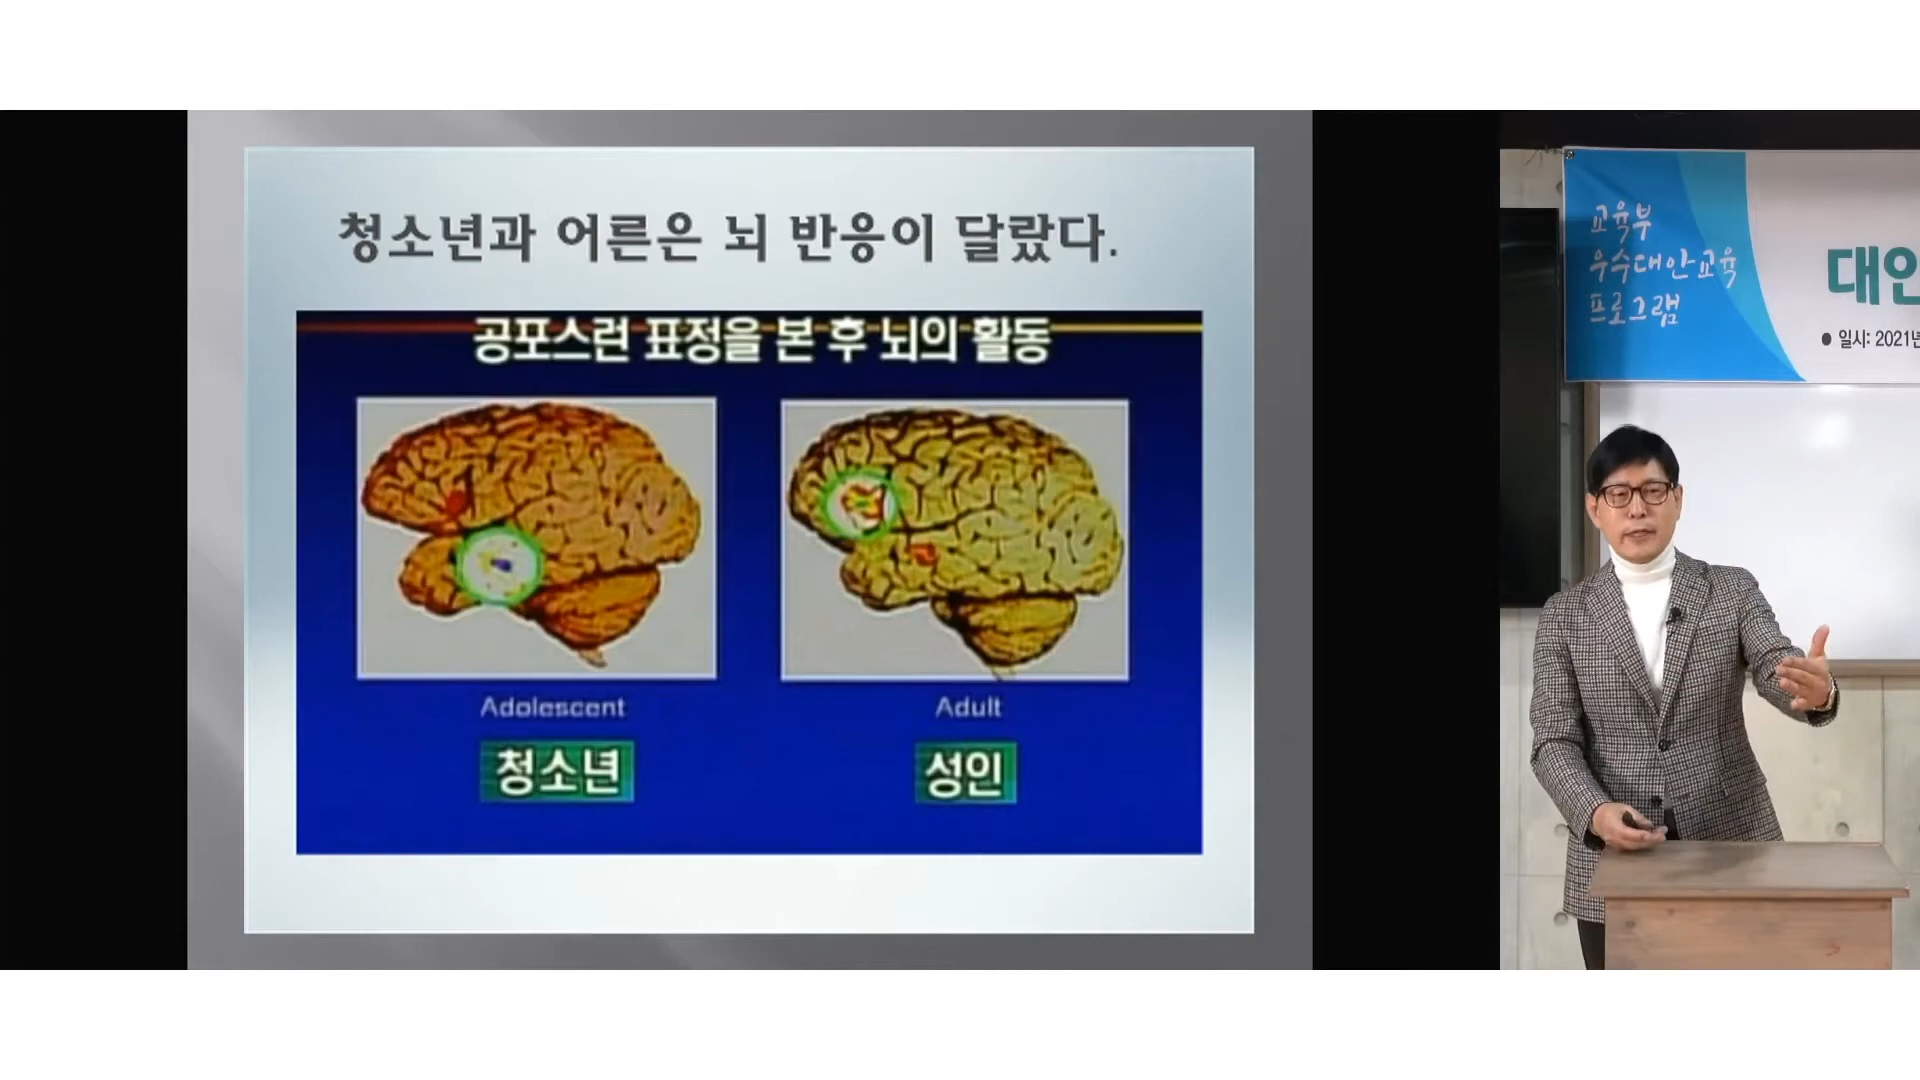 청소년과 어른은 뇌 반응이 달랐다.
공포스런 표정을 본 후 뇌의 활동
Adolescent
Adult
청소년
성인
교육부
우수대안교육
프로그램
대안
● 일시: 2021년